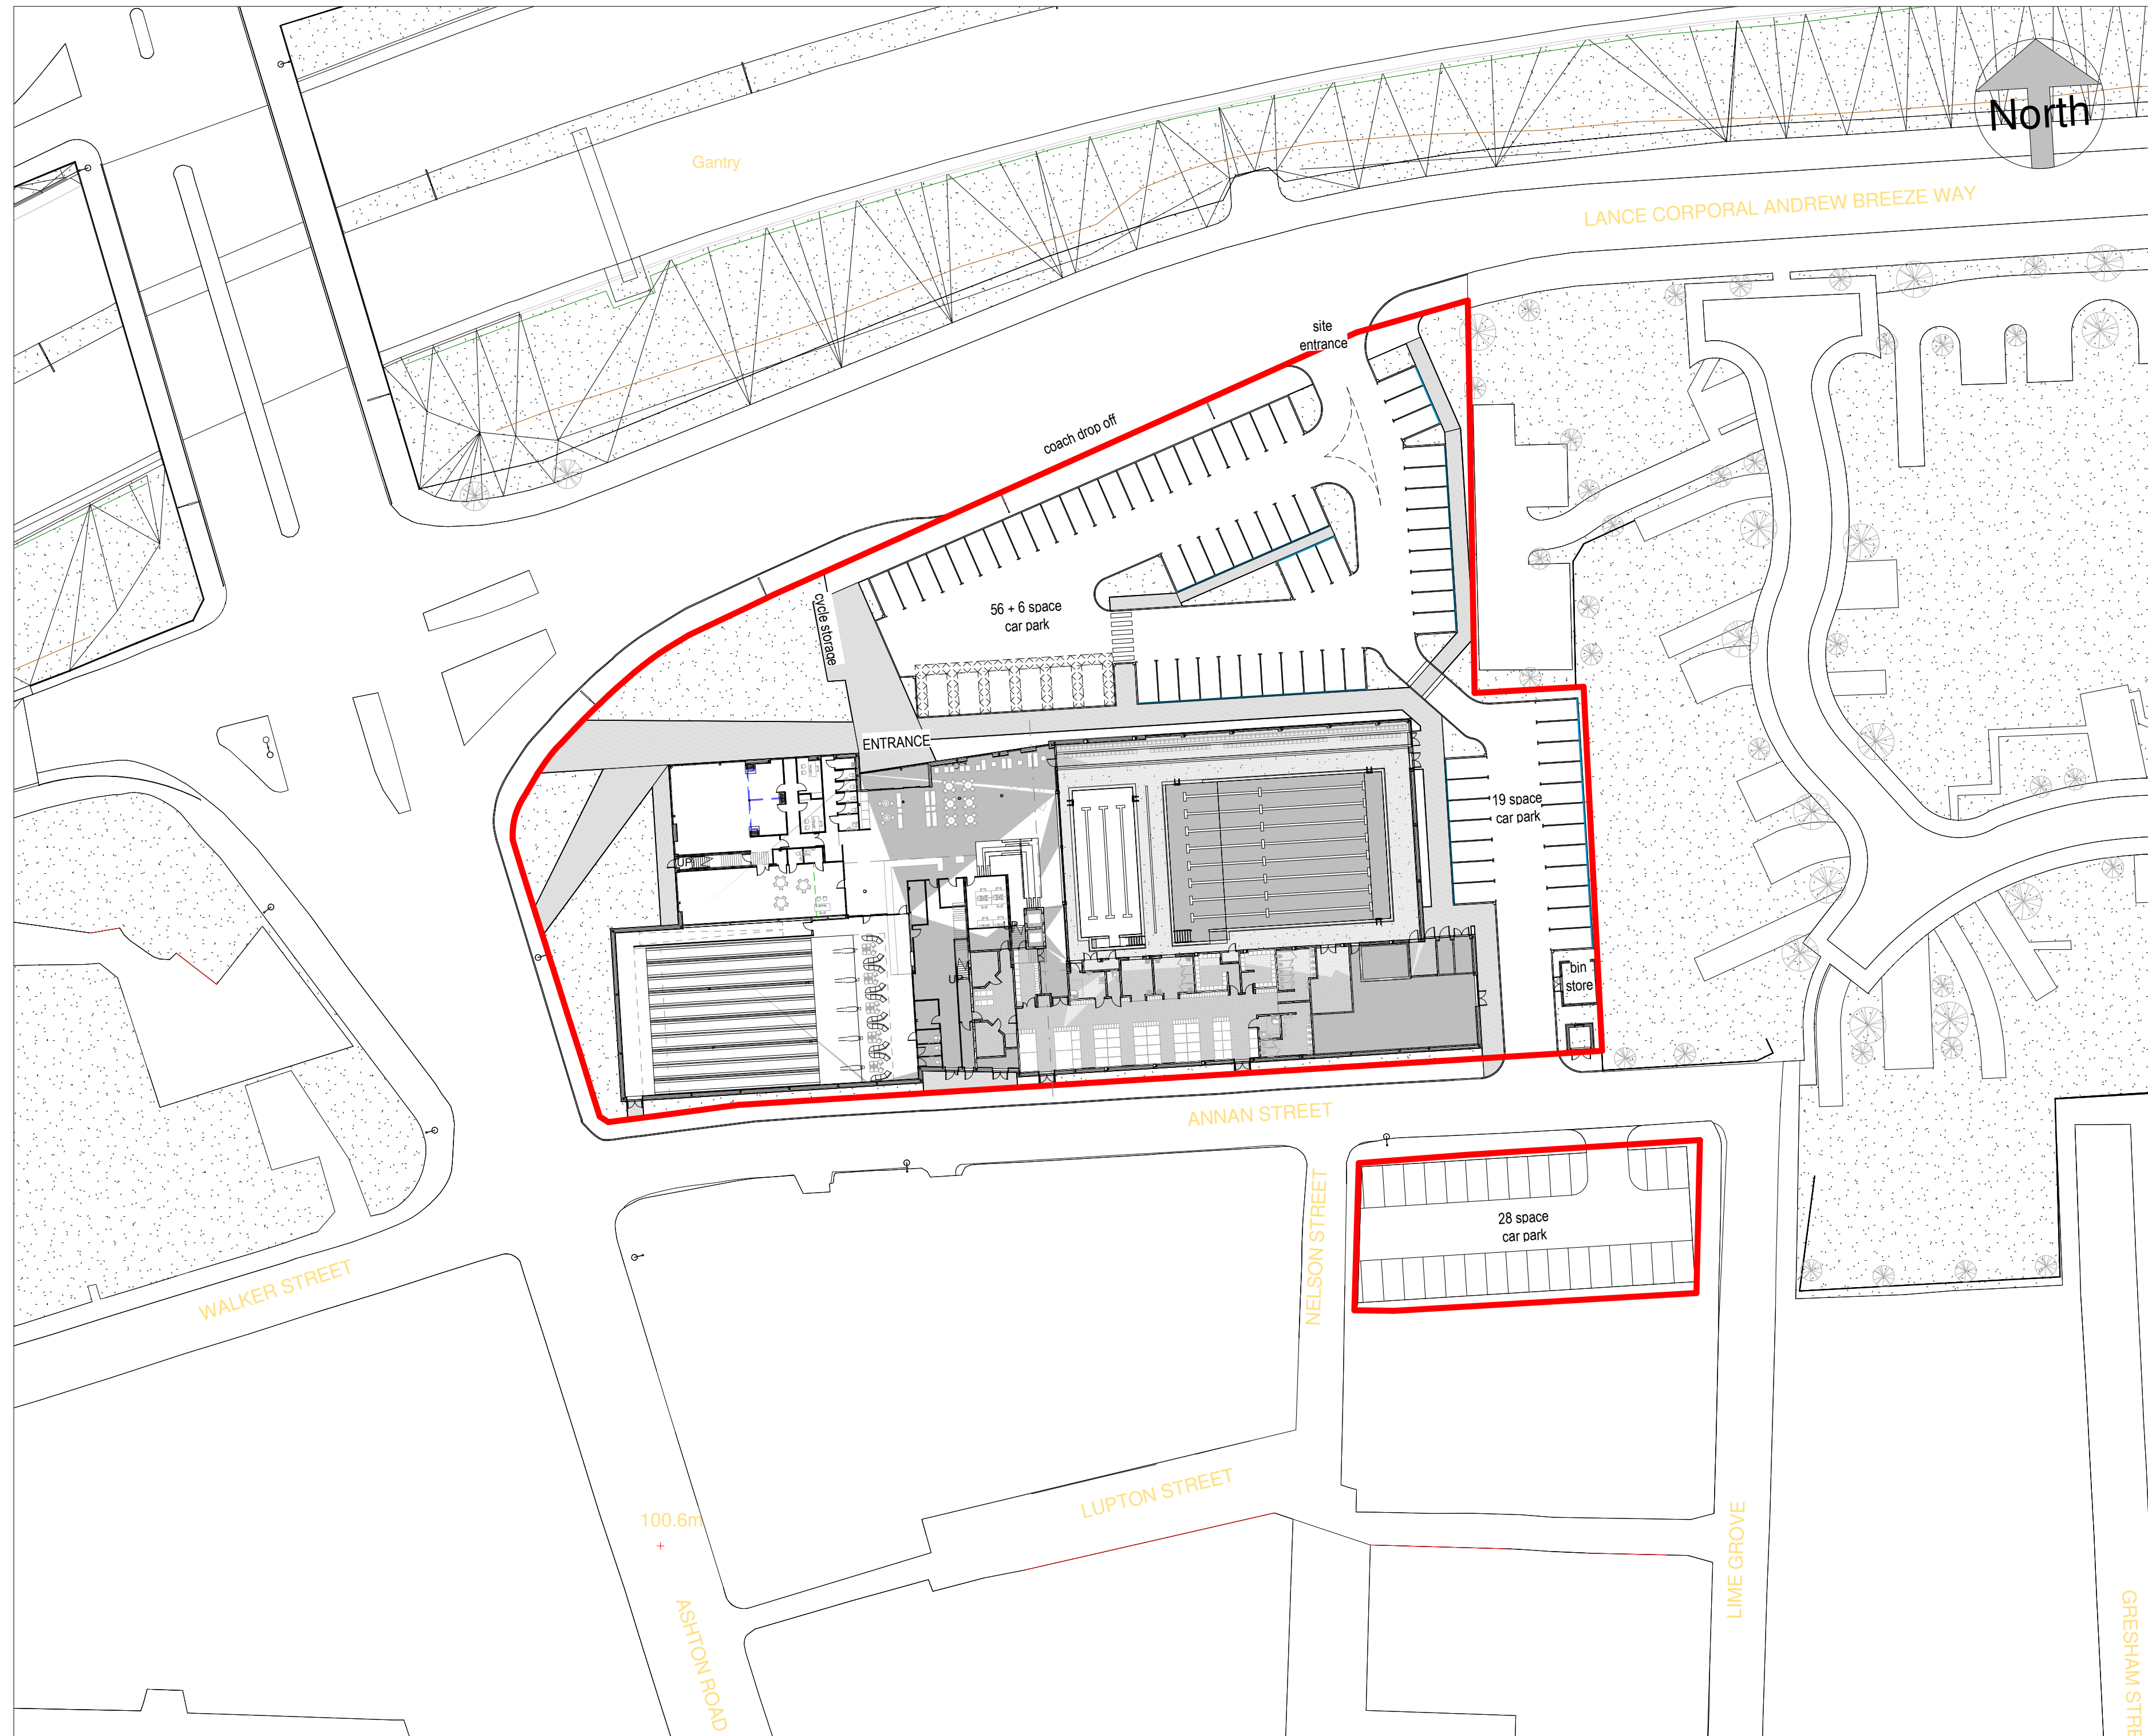 Gantry
North
LANCE CORPORAL ANDREW BREEZE WAY
site
entrance
coach drop off
cycle storage
56 + 6 space
car park
ENTRANCE
19 space
car park
UP
UP
bin
store
ANNAN STREET
NELSON STREET
28 space
car park
WALKER STREET
LUPTON STREET
100.6m
ASHTON ROAD
LIME GROVE
GRESHAM STRE